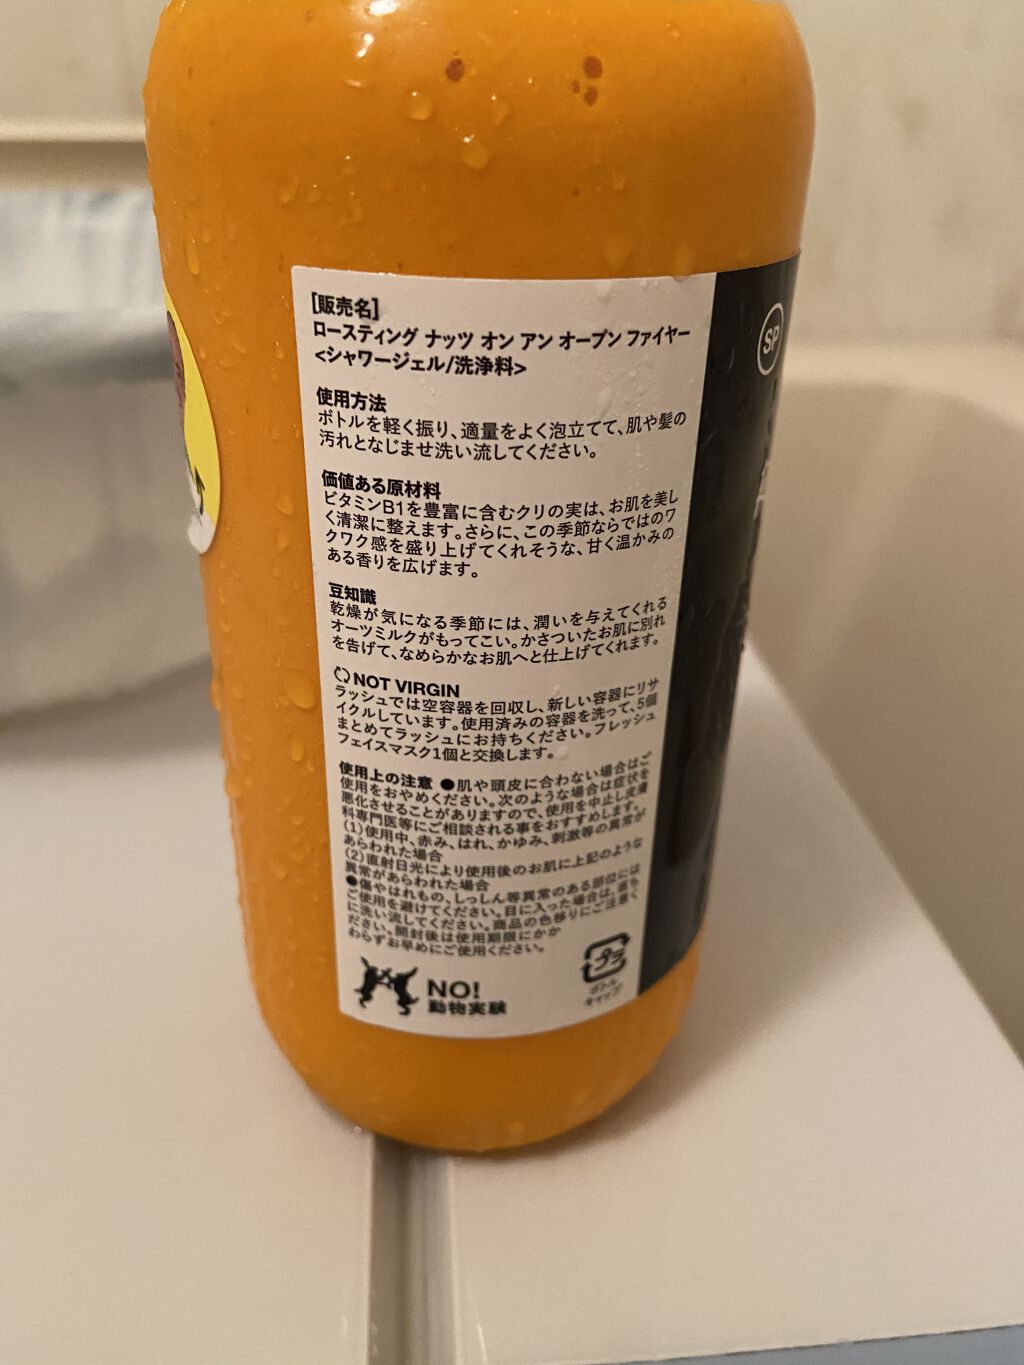 [販売名]
ロースティング ナッツ オン アン オープン ファイヤー
<シャワージェル/洗浄料>
使用方法
ボトルを軽く振り、適量をよく泡立てて、肌や髪の
汚れとなじませ洗い流してください。
価値ある原材料
ビタミンB1を豊富に含むクリの実は、お肌を美し
く清潔に整えます。さらに、この季節ならではのワ
クワク感を盛り上げてくれそうな、甘く温かみの
ある香りを広げます。
豆知識
乾燥が気になる季節には、潤いを与えてくれる
オーツミルクがもってこい。かさついたお肌に別れ
を告げて、なめらかなお肌へと仕上げてくれます。
NOT VIRGIN
ラッシュでは空容器を回収し、新しい容器にリサ
イクルしています。使用済みの容器を洗って、5個
まとめてラッシュにお持ちください。フレッシュ
フェイスマスク1個と交換します。
使用上の注意 ●肌や頭皮に合わない場合はご
使用をおやめください。次のような場合は症状を
悪化させることがありますので、使用を中止し皮膚
科専門医等にご相談される事をおすすめします。
(1)使用中、赤み、はれ、かゆみ、刺激等の異常が
あらわれた場合
(2)直射日光により使用後のお肌に上記のような
異常があらわれた場合
●傷やはれもの、しっしん等異常のある部位には
ご使用を避けてください。目に入った場合は、直ち
に洗い流してください。商品の色移りにご注意く
ださい。開封後は使用期限にかか
わらずお早めにご使用ください。
NO!
動物実験
プラ
ボトル
キャップ
SP